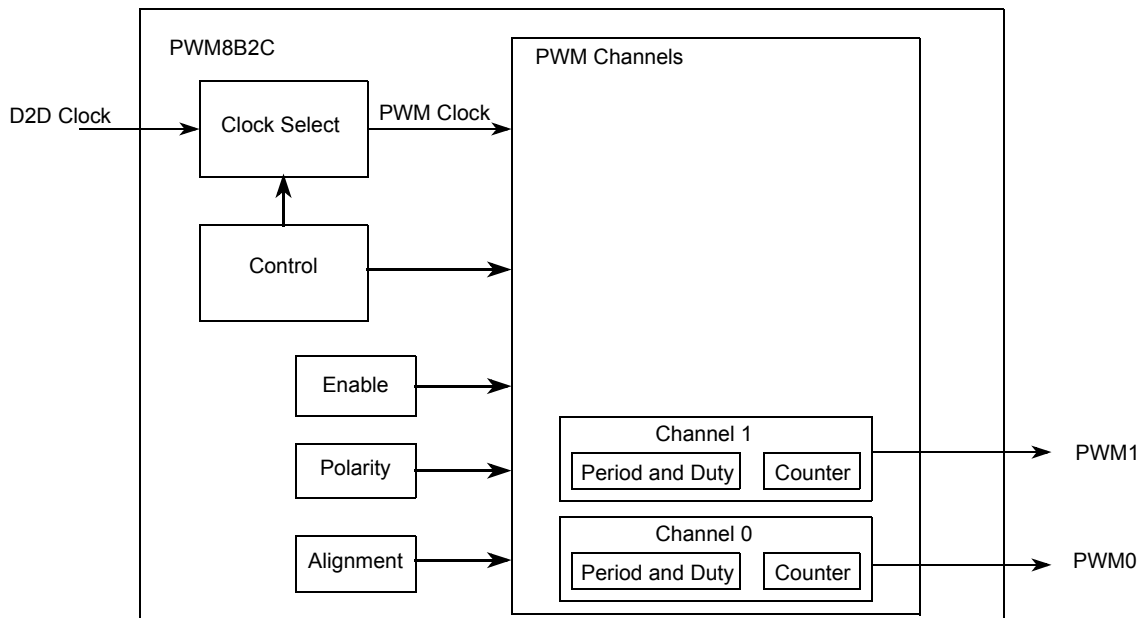 PWM8B2C
PWM Channels
D2D Clock
Clock Select
PWM Clock
Control
Enable
Channel 1
Period and Duty
Counter
PWM1
Polarity
Channel 0
Period and Duty
Counter
PWM0
Alignment